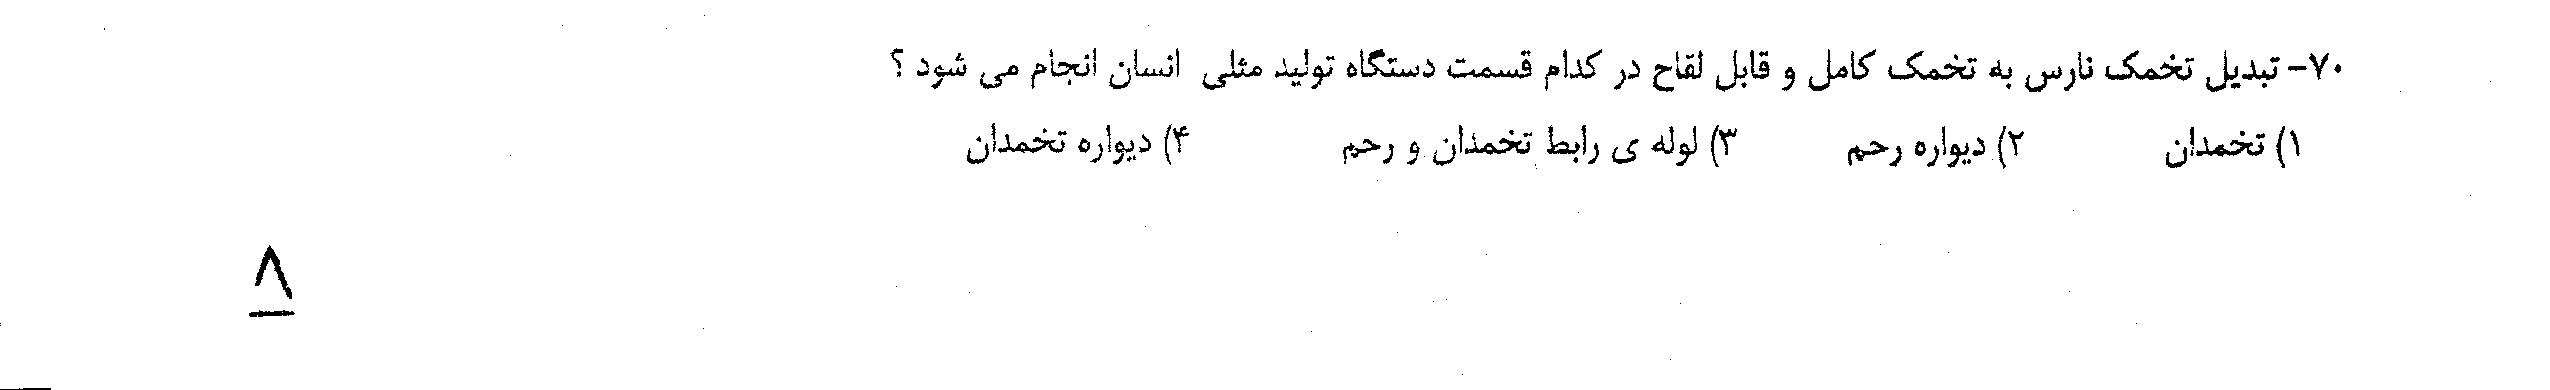 ۷۰- تبدیل تخمک نارس به تخمک کامل و قابل لقاح در کدام قسمت دستگاه تولید مثلی انسان انجام می شود ؟
۱) تخمدان ۲) دیواره رحم ۳) لوله ی رابط تخمدان و رحم ۴) دیواره تخمدان
۸